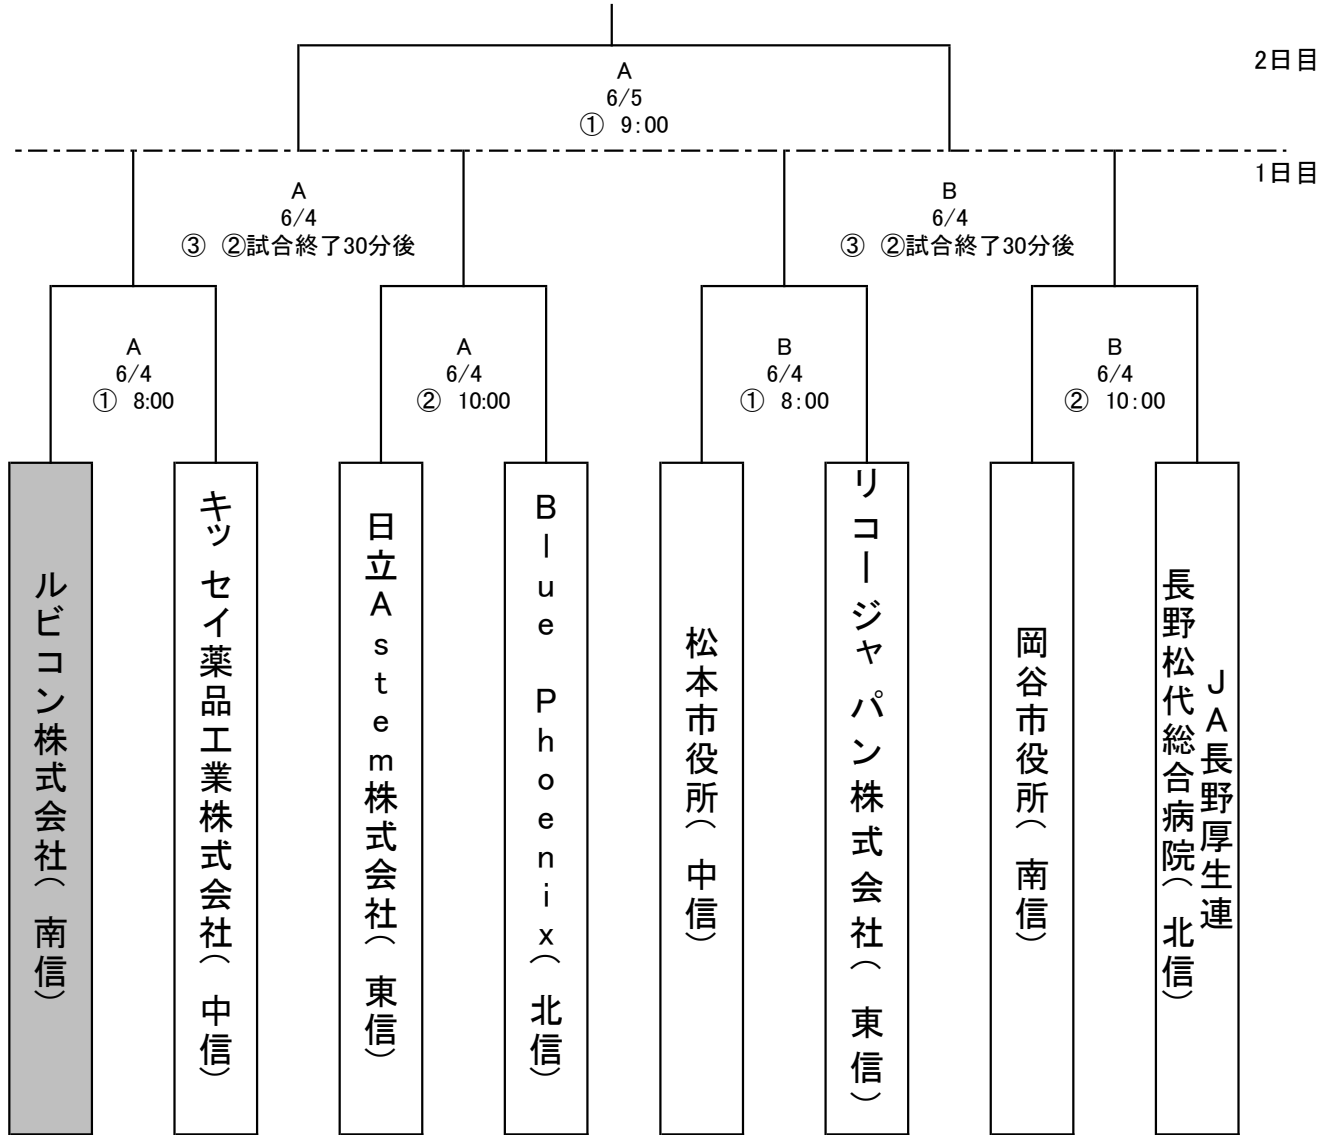 2日目
A
6/5
① 9:00
1日目
A
6/4
③ ②試合終了30分後
B
6/4
③ ②試合終了30分後
A
6/4
① 8:00
A
6/4
② 10:00
B
6/4
① 8:00
B
6/4
② 10:00
ルビコン株式会社(南信)
キッセイ薬品工業株式会社(中信)
日立Astem株式会社(東信)
Blue Phoenix(北信)
松本市役所(中信)
リコージャパン株式会社(東信)
岡谷市役所(南信)
JA長野厚生連
長野松代総合病院(北信)